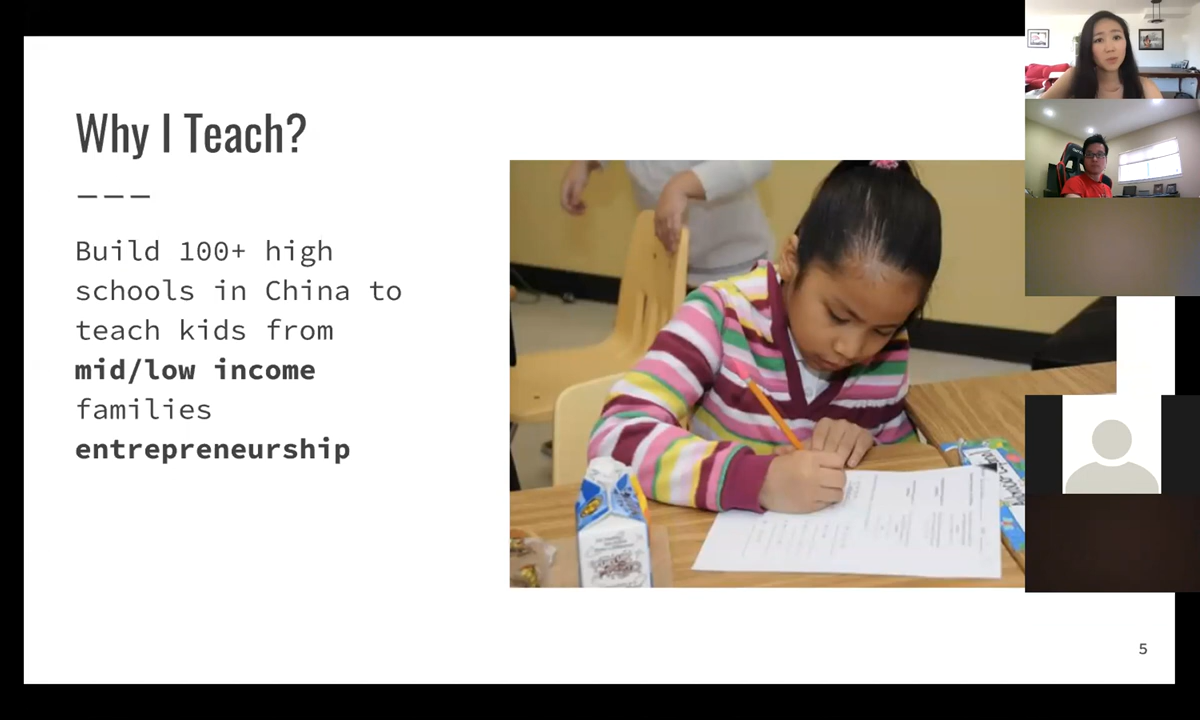 Why I Teach?
Build 100+ high
schools in China to
teach kids from
mid/low income
families
entrepreneurship
5